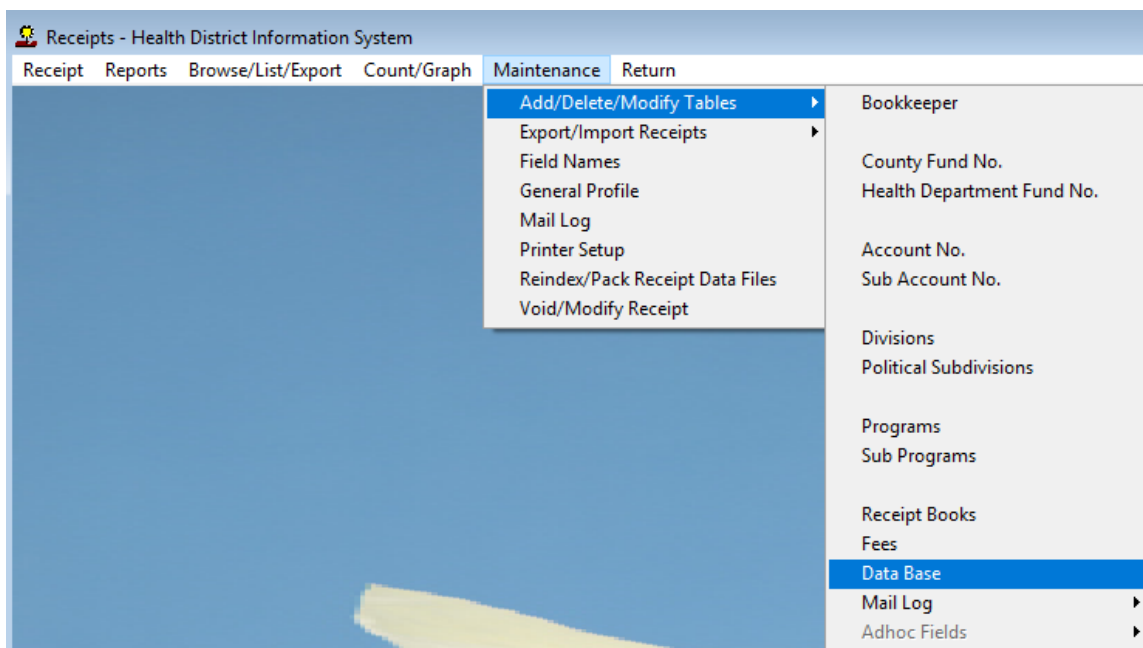 Receipts - Health District Information System
Receipt Reports Browse/List/Export Count/Graph Maintenance Return
Add/Delete/Modify Tables
Export/Import Receipts
Field Names
General Profile
Mail Log
Printer Setup
Reindex/Pack Receipt Data Files
Void/Modify Receipt
Bookkeeper
County Fund No.
Health Department Fund No.
Account No.
Sub Account No.
Divisions
Political Subdivisions
Programs
Sub Programs
Receipt Books
Fees
Data Base
Mail Log
Adhoc Fields